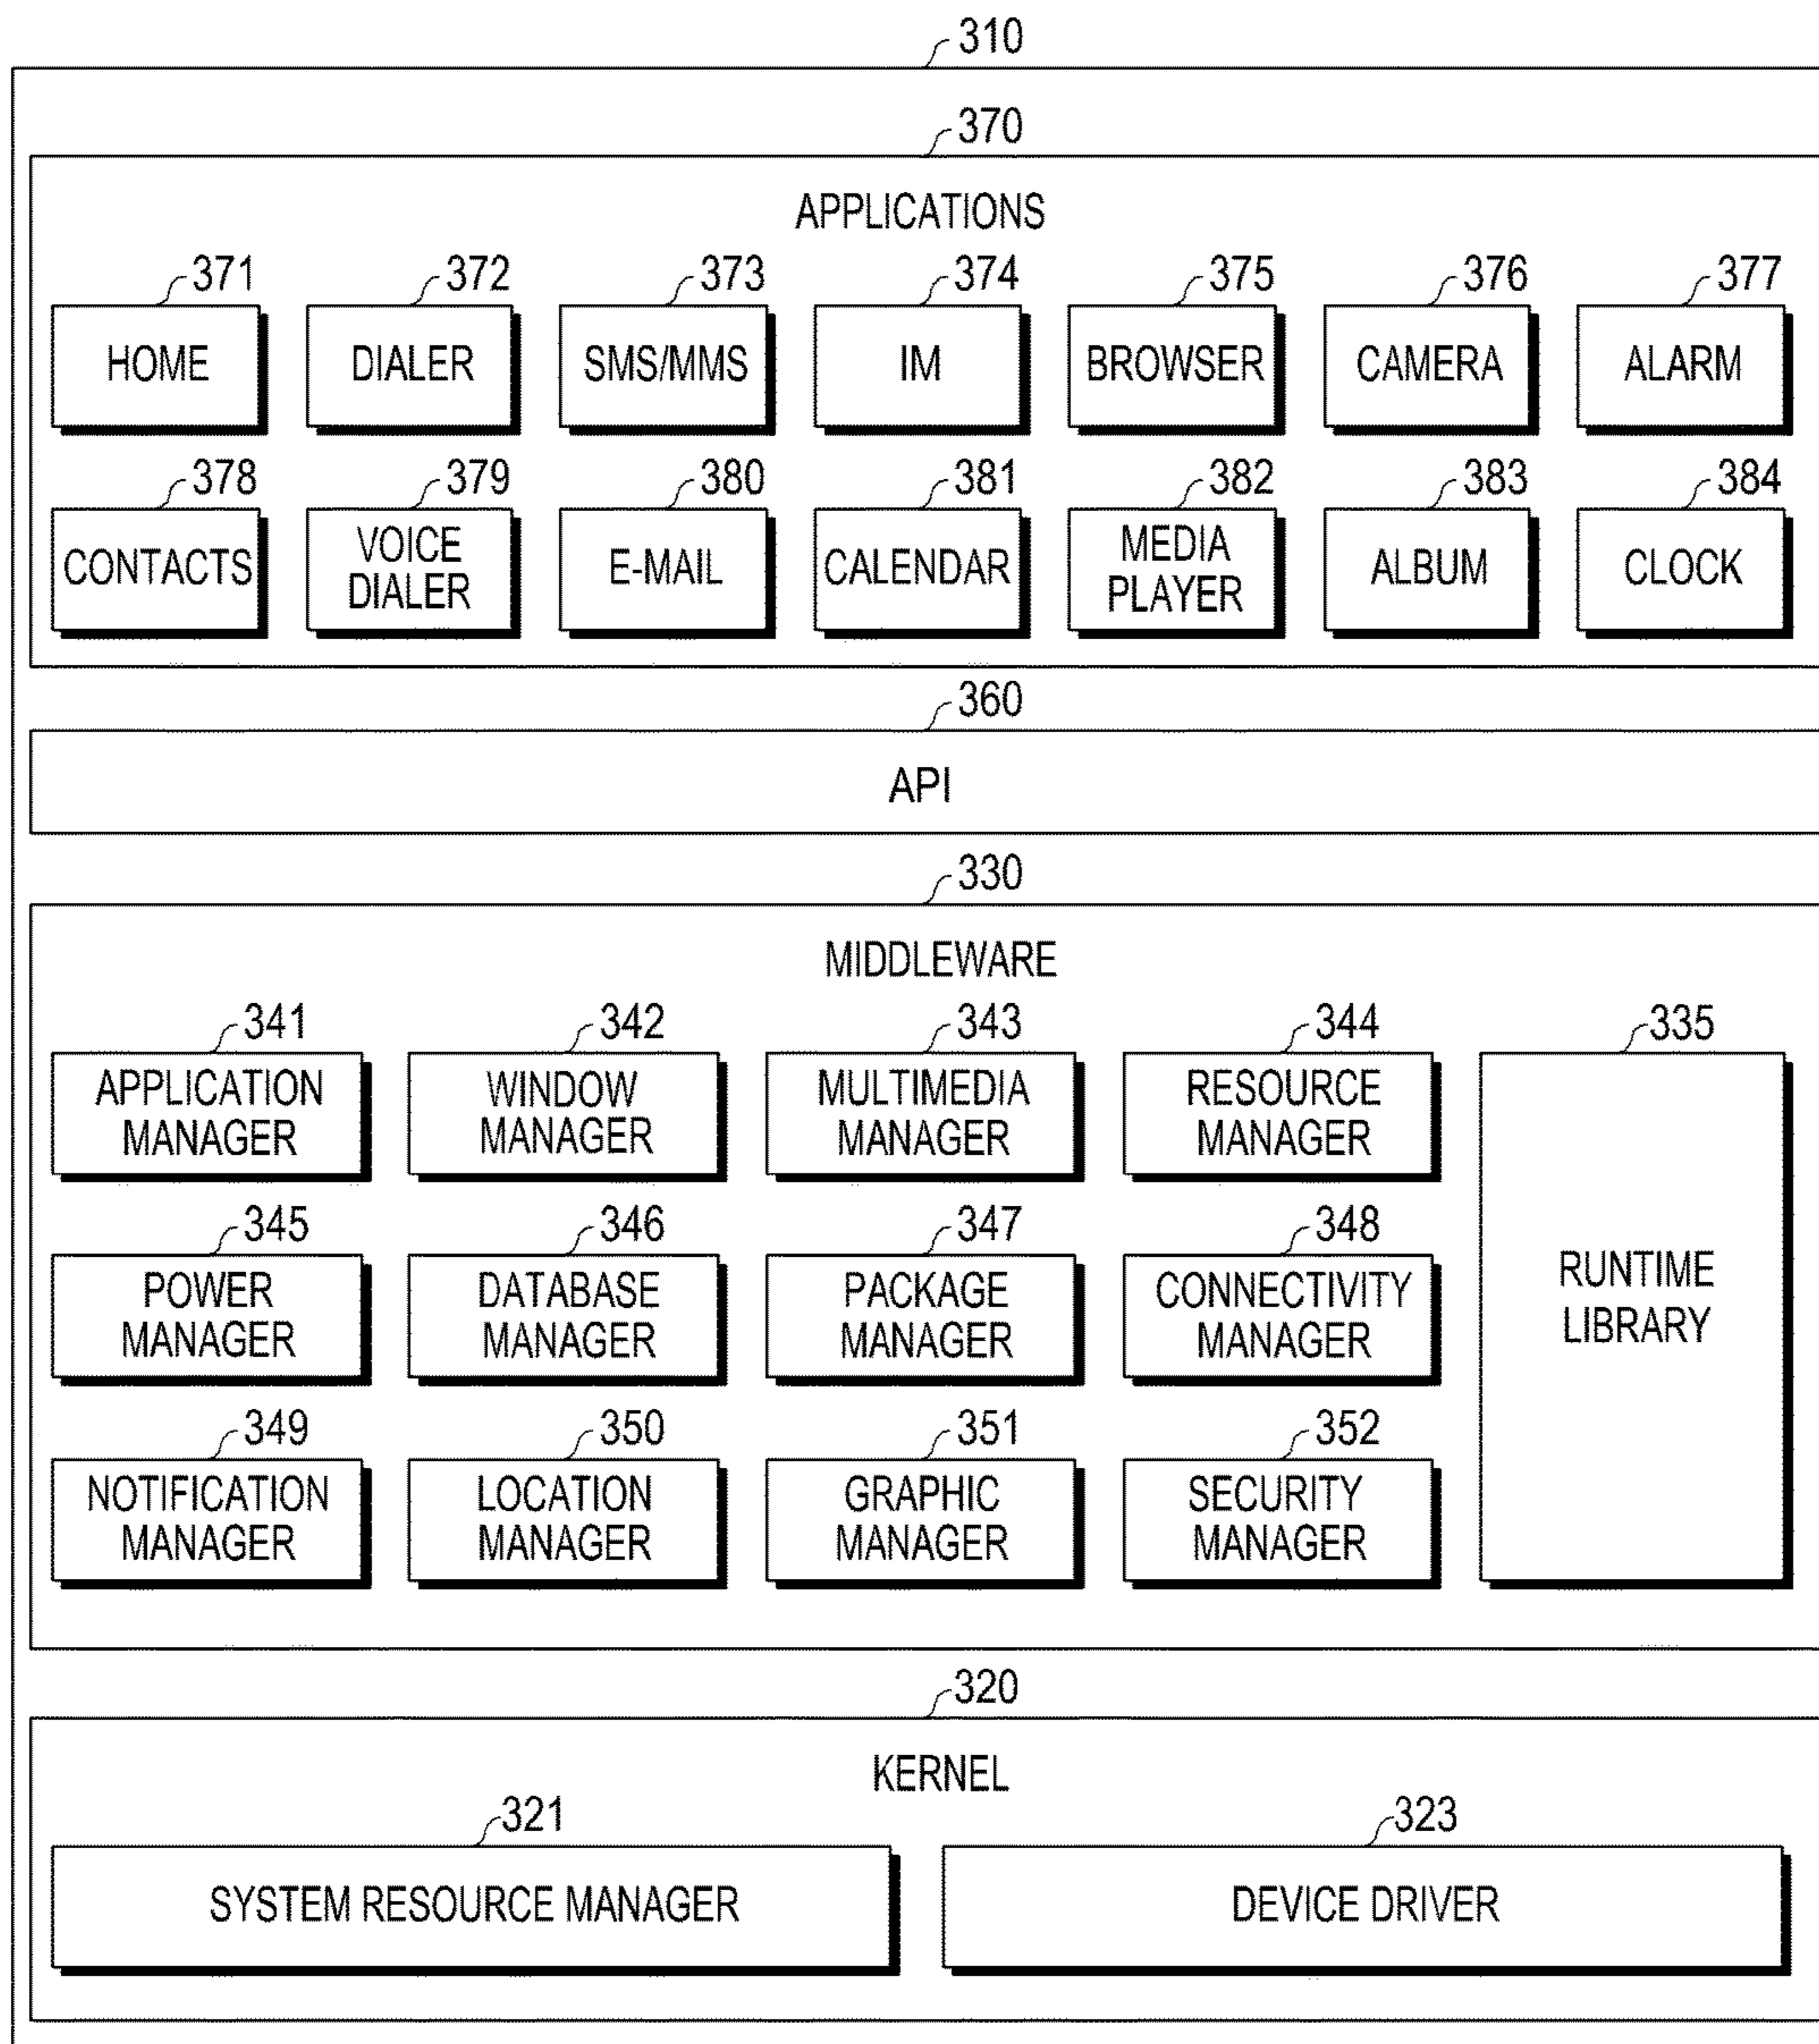 310
370
APPLICATIONS
371 372 373 374 375 376 377
HOME DIALER SMS/MMS IM BROWSER CAMERA ALARM
378 379 380 381 382 383 384
CONTACTS
VOICE
DIALER
E-MAIL
CALENDAR
MEDIA
PLAYER
ALBUM
CLOCK
360
API
330
MIDDLEWARE
341 342 343 344 335
APPLICATION
MANAGER
WINDOW
MANAGER
MULTIMEDIA
MANAGER
RESOURCE
MANAGER
345 346 347 348
POWER
MANAGER
DATABASE
MANAGER
PACKAGE
MANAGER
CONNECTIVITY
MANAGER
RUNTIME
LIBRARY
349 350 351 352
NOTIFICATION
MANAGER
LOCATION
MANAGER
GRAPHIC
MANAGER
SECURITY
MANAGER
320
KERNEL
321 323
SYSTEM RESOURCE MANAGER
DEVICE DRIVER